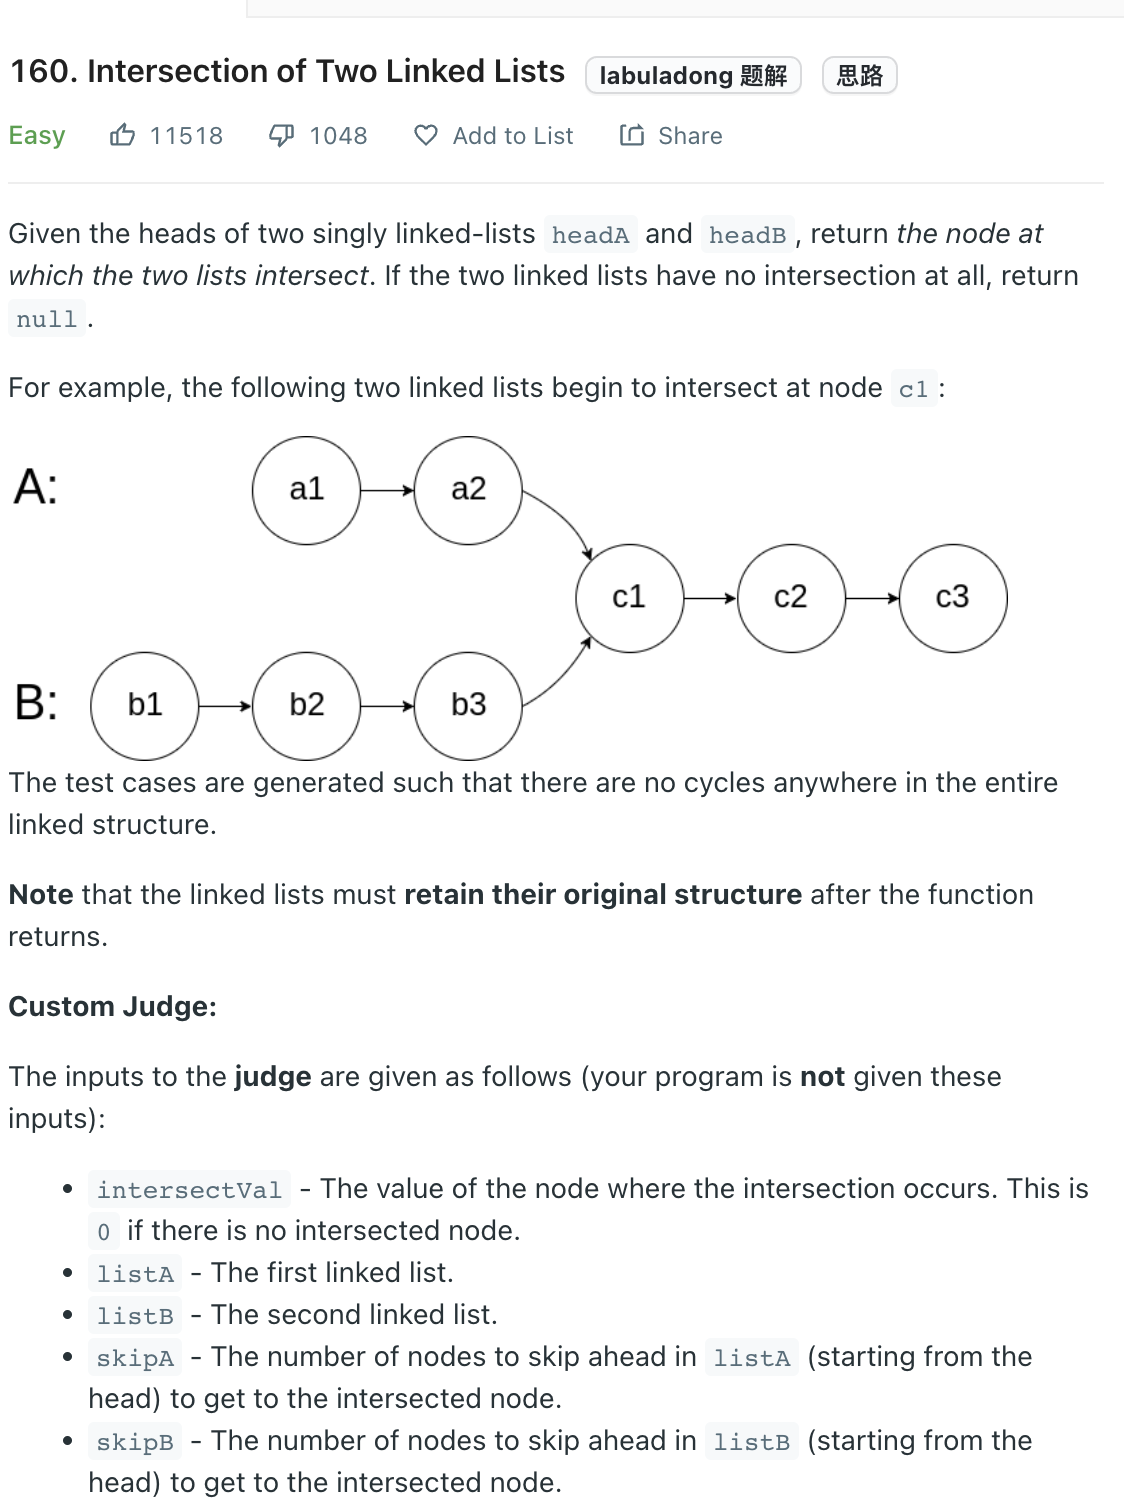 160. Intersection of Two Linked Lists labuladong 题解 思路
Easy 11518 1048 Add to List Share
Given the heads of two singly linked-lists headA and headB , return the node at
which the two lists intersect. If the two linked lists have no intersection at all, return
null .
For example, the following two linked lists begin to intersect at node c1 :
A: a1 a2
c1 c2 c3
B: b1 b2 b3
The test cases are generated such that there are no cycles anywhere in the entire
linked structure.
Note that the linked lists must retain their original structure after the function
returns.
Custom Judge:
The inputs to the judge are given as follows (your program is not given these
inputs):
• intersectVal - The value of the node where the intersection occurs. This is
0 if there is no intersected node.
• listA - The first linked list.
• listB - The second linked list.
• skipA - The number of nodes to skip ahead in listA (starting from the
head) to get to the intersected node.
• skipB - The number of nodes to skip ahead in listB (starting from the
head) to get to the intersected node.